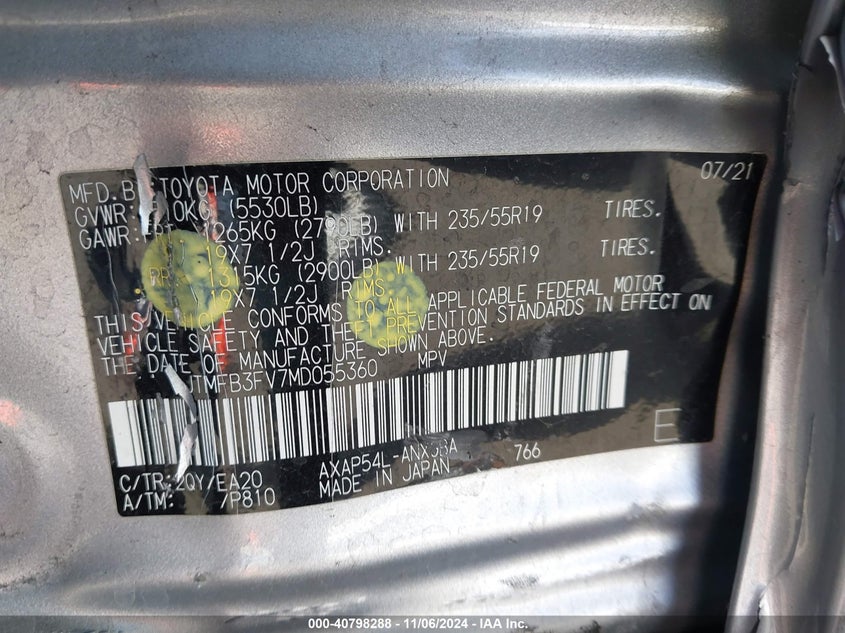 MFD. BY TOYOTA MOTOR CORPORATION 07/21
GVWR: 10KG (5530LB)
GAWR: 1265KG (2790LB) WITH 235/55R19 TIRES.
19X7 1/2J RIMS.
RR. 1315KG (2900LB) WITH 235/55R19 TIRES.
19X7 1/2J RIMS.
THIS VEHICLE CONFORMS TO ALL APPLICABLE FEDERAL MOTOR
VEHICLE SAFETY AND THEFT PREVENTION STANDARDS IN EFFECT ON
THE DATE OF MANUFACTURE SHOWN ABOVE.
JTMFB3FV7MD055360 MPV
E
C/TR: 2QY/EA20 AXAP54L- 766
A/TM: /P810 MADE IN JAPAN
000-40798288 - 11/06/2024 - IAA Inc.